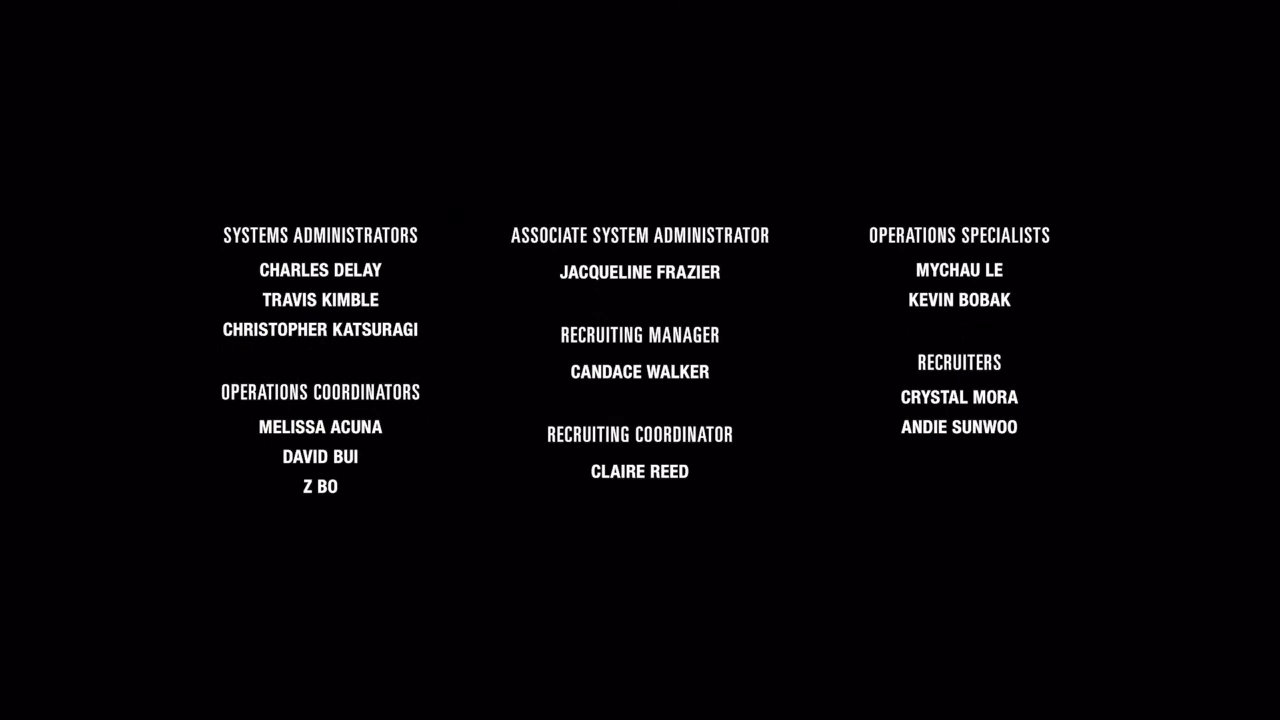 SYSTEMS ADMINISTRATORS
CHARLES DELAY
TRAVIS KIMBLE
CHRISTOPHER KATSURAGI
OPERATIONS COORDINATORS
MELISSA ACUNA
DAVID BUI
Z BO
ASSOCIATE SYSTEM ADMINISTRATOR
JACQUELINE FRAZIER
RECRUITING MANAGER
CANDACE WALKER
RECRUITING COORDINATOR
CLAIRE REED
OPERATIONS SPECIALISTS
MYCHAU LE
KEVIN BOBAK
RECRUITERS
CRYSTAL MORA
ANDIE SUNWOO